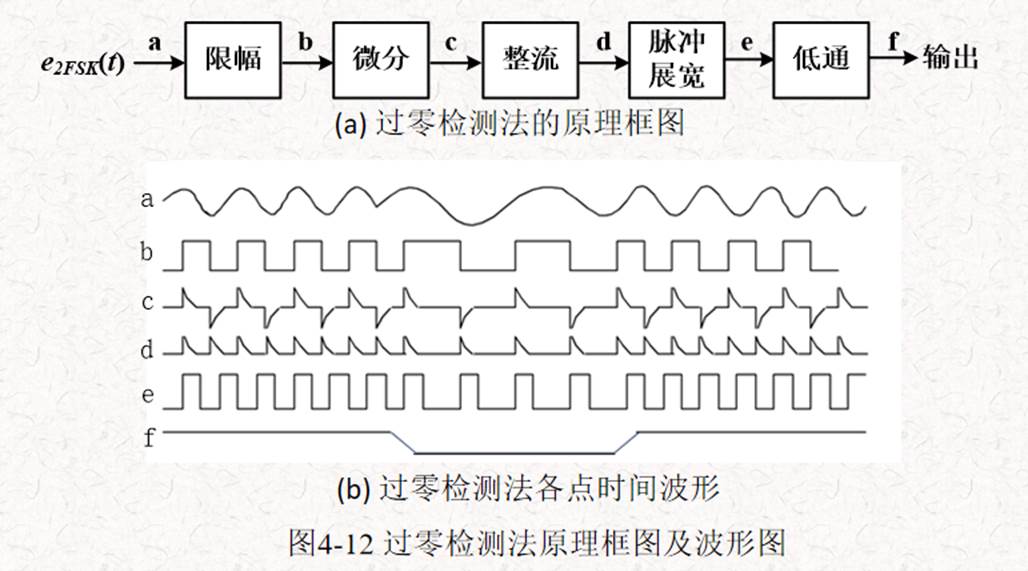 a b c d e f
e2FSK(t) 限幅 微分 整流 脉冲展宽 低通 输出
(a) 过零检测法的原理框图
a
b
c
d
e
f
(b) 过零检测法各点时间波形
图4-12 过零检测法原理框图及波形图